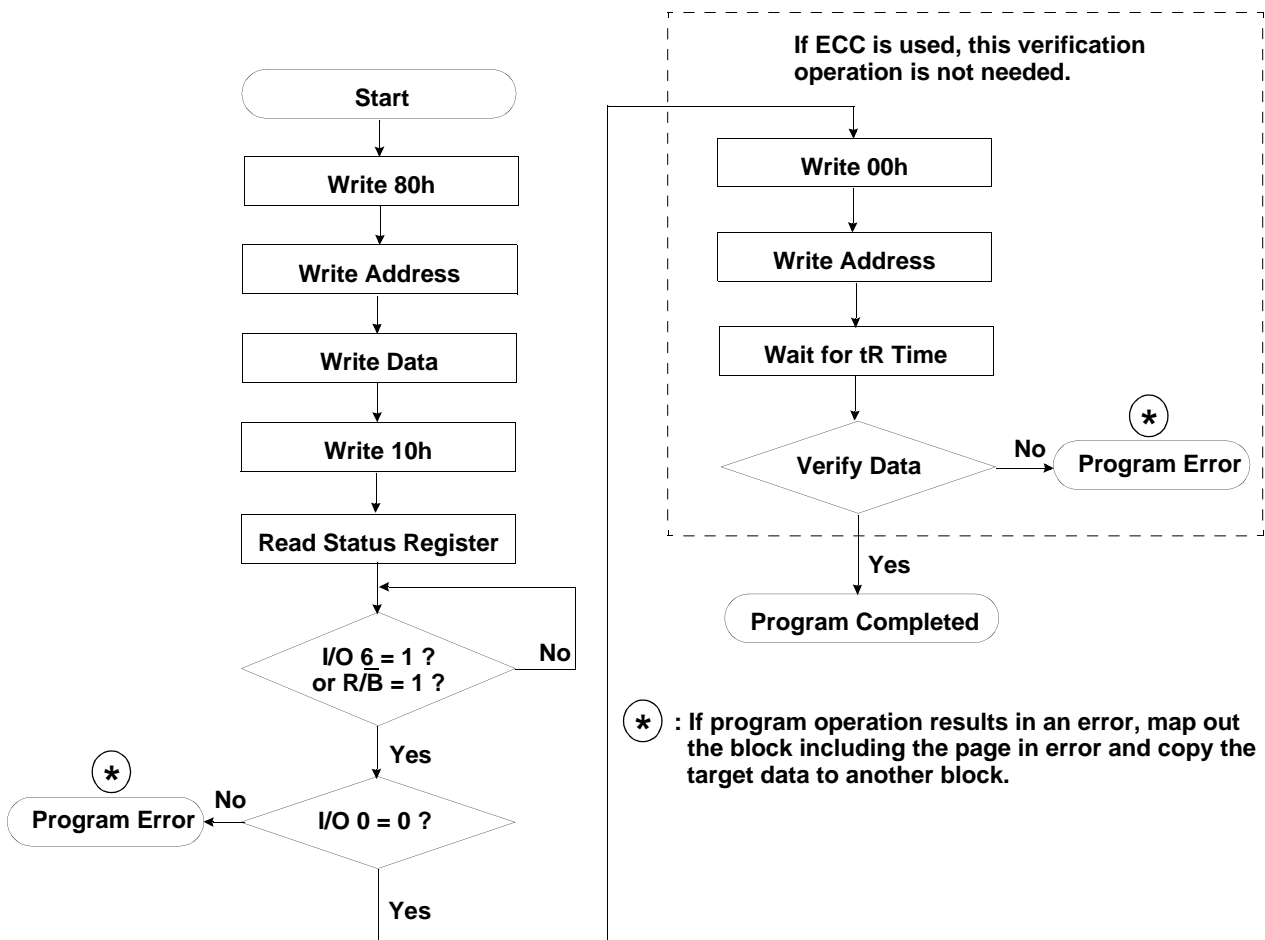 Start
Write 80h
Write Address
Write Data
Write 10h
Read Status Register
I/O 6 = 1 ?
or R/B̅ = 1 ?
No
Yes
*
No
Program Error
I/O 0 = 0 ?
Yes
If ECC is used, this verification
operation is not needed.
Write 00h
Write Address
Wait for tR Time
*
Verify Data
No
Program Error
Yes
Program Completed
* : If program operation results in an error, map out
the block including the page in error and copy the
target data to another block.